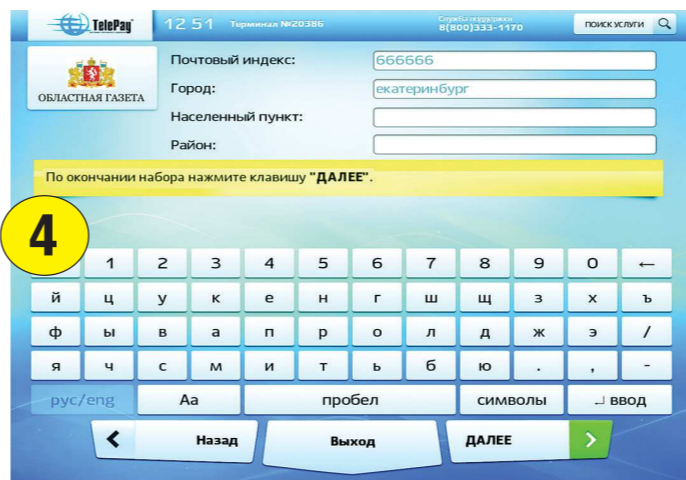 TelePay 12 51 Терминал №20386 Служба поддержки ПОИСК УСЛУГИ
8(800)333-1170
ОБЛАСТНАЯ ГАЗЕТА
Почтовый индекс: 666666
Город: екатеринбург
Населенный пункт:
Район:
По окончании набора нажмите клавишу "ДАЛЕЕ".
4
1 2 3 4 5 6 7 8 9 0 ←
й ц у к е н г ш щ з х ъ
ф ы в а п р о л д ж э /
я ч с м и т ь б ю . , -
рус/eng Аа пробел символы ↵ ввод
Назад Выход ДАЛЕЕ